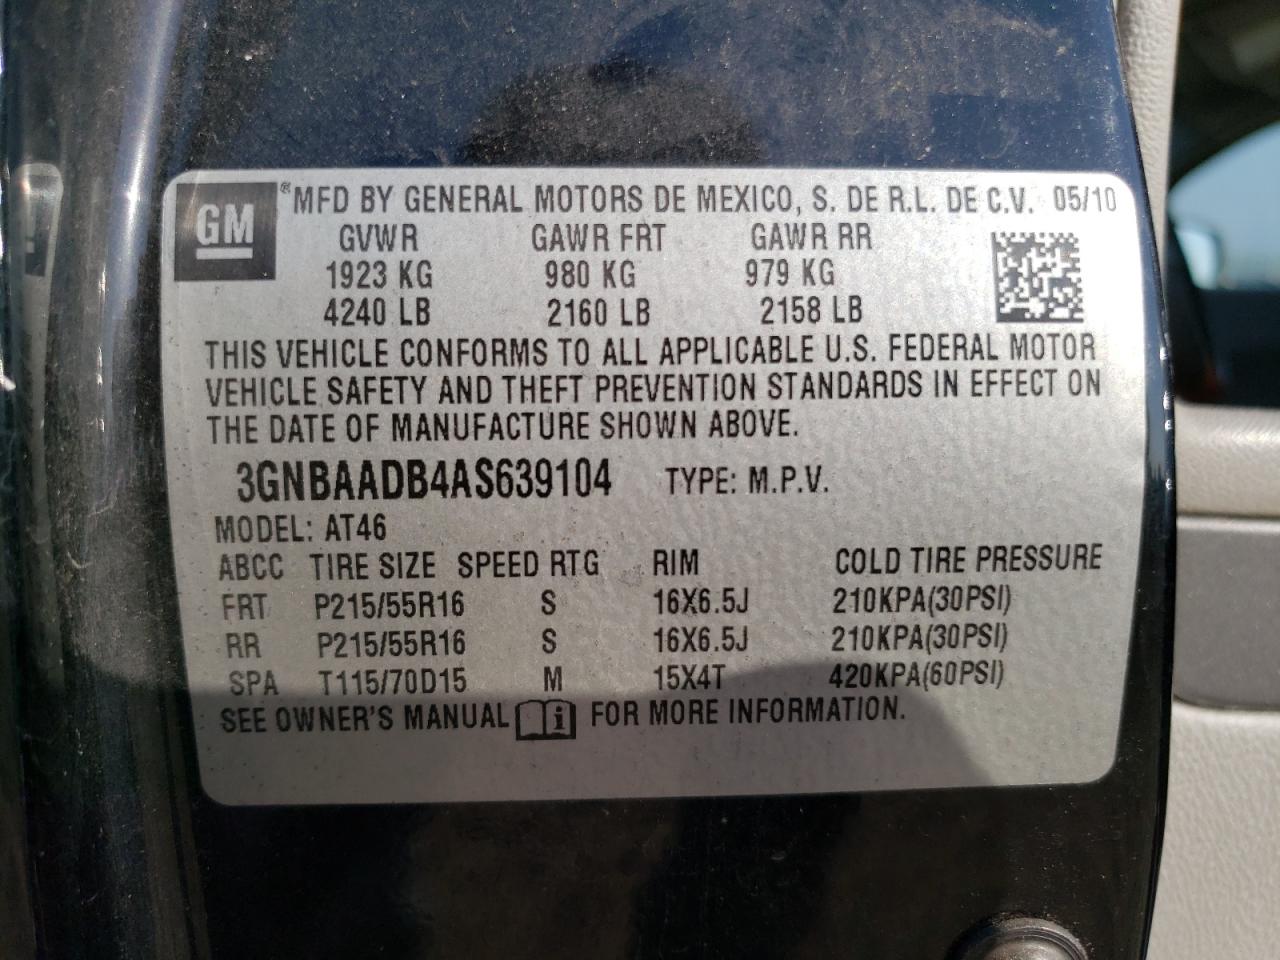 GM ® MFD BY GENERAL MOTORS DE MEXICO, S. DE R.L. DE C.V. 05/10
GVWR GAWR FRT GAWR RR
1923 KG 980 KG 979 KG
4240 LB 2160 LB 2158 LB
THIS VEHICLE CONFORMS TO ALL APPLICABLE U.S. FEDERAL MOTOR
VEHICLE SAFETY AND THEFT PREVENTION STANDARDS IN EFFECT ON
THE DATE OF MANUFACTURE SHOWN ABOVE.
3GNBAADB4AS639104 TYPE: M.P.V.
MODEL: AT46
ABCC TIRE SIZE SPEED RTG RIM COLD TIRE PRESSURE
FRT P215/55R16 S 16X6.5J 210KPA(30PSI)
RR P215/55R16 S 16X6.5J 210KPA(30PSI)
SPA T115/70D15 M 15X4T 420KPA(60PSI)
SEE OWNER'S MANUAL i FOR MORE INFORMATION.